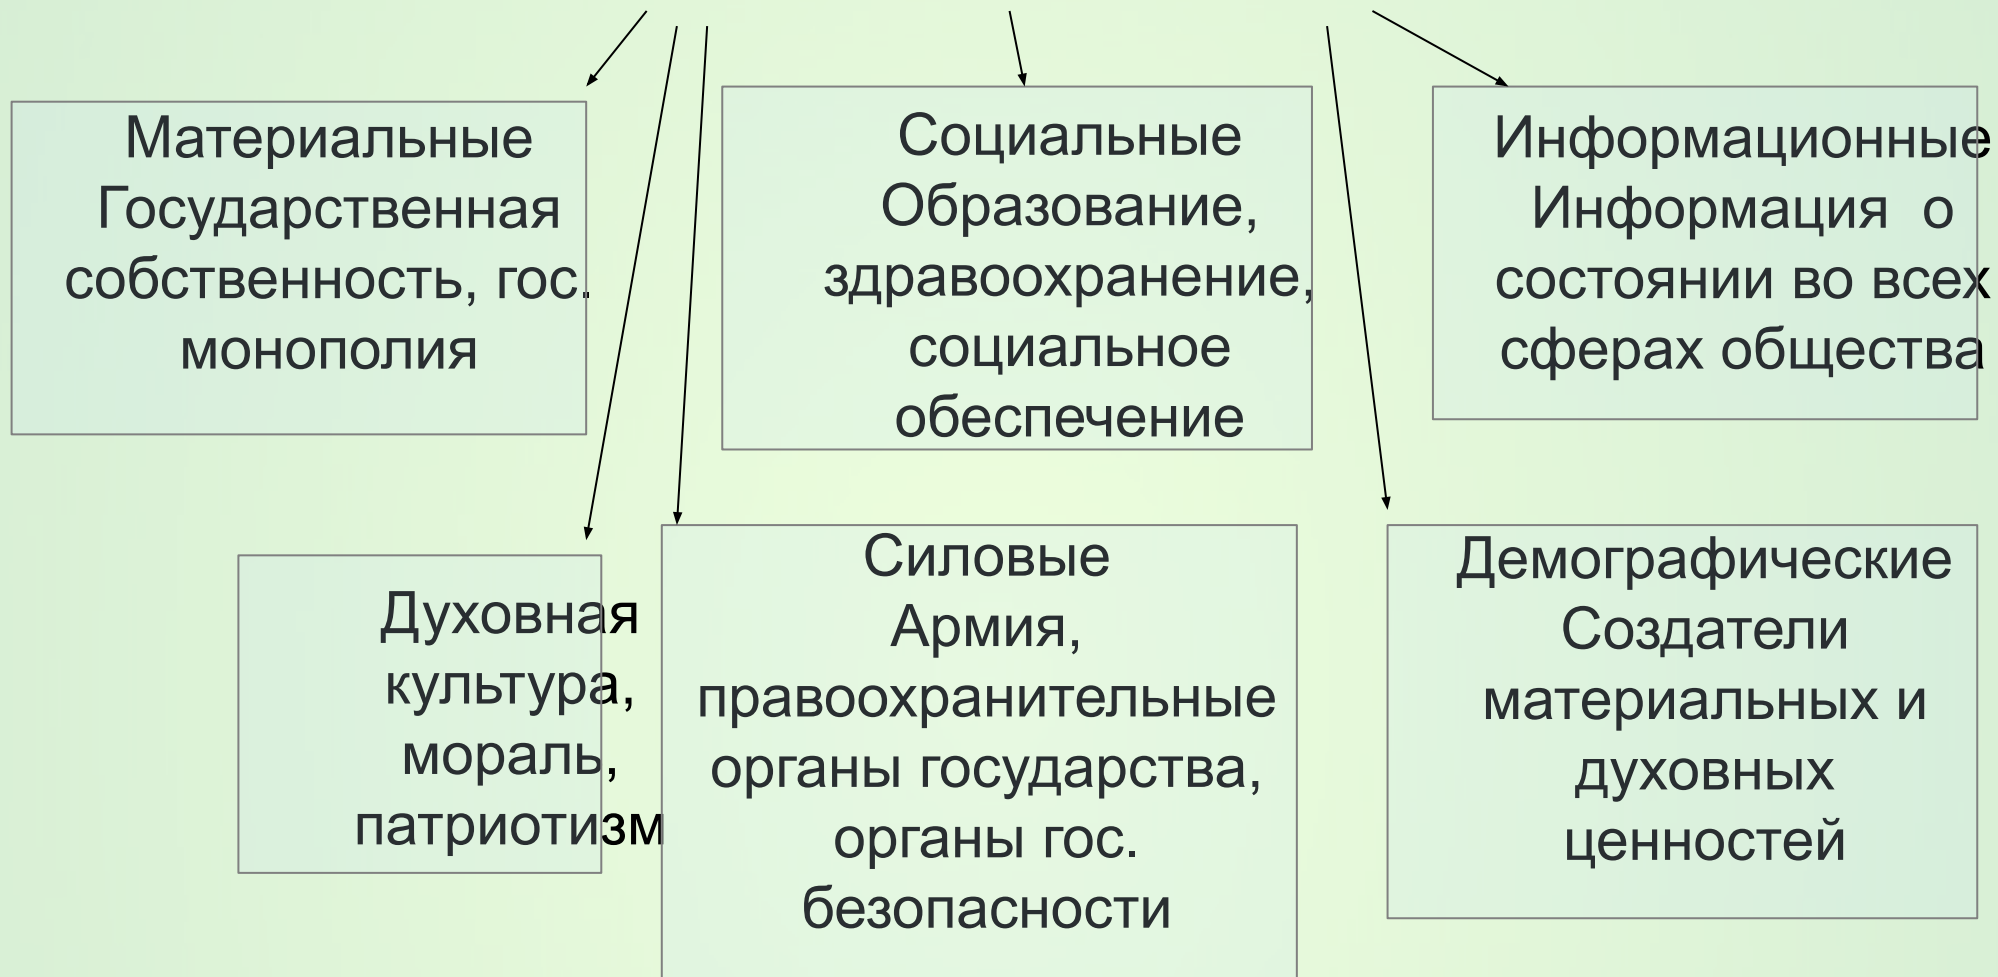 Материальные
Государственная
собственность, гос.
монополия
Социальные
Образование,
здравоохранение,
социальное
обеспечение
Информационные
Информация о
состоянии во всех
сферах общества
Духовная
культура,
мораль,
патриотизм
Силовые
Армия,
правоохранительные
органы государства,
органы гос.
безопасности
Демографические
Создатели
материальных и
духовных
ценностей